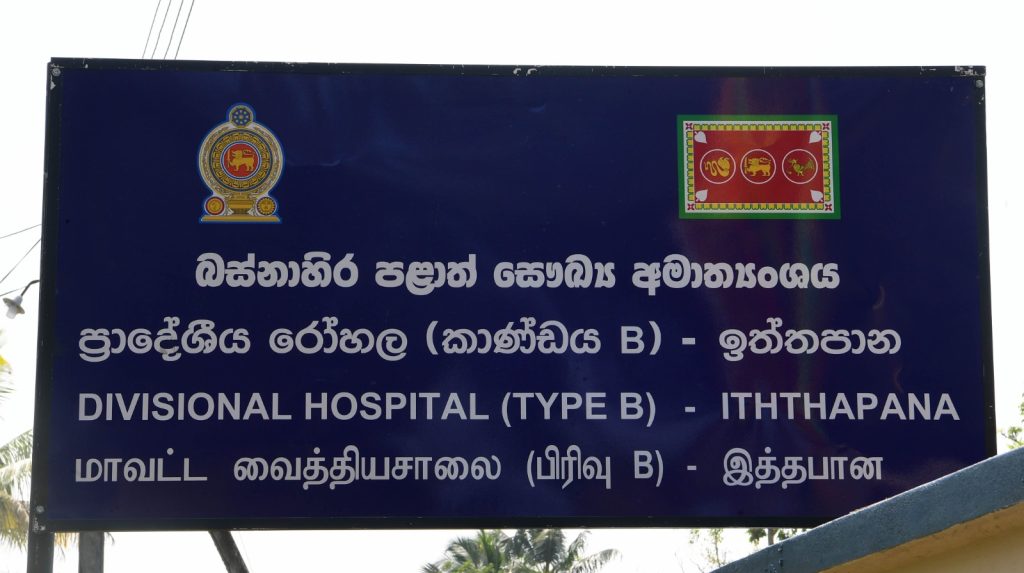 බස්නාහිර පළාත් සෞඛ්‍ය අමාත්‍යංශය
ප්‍රාදේශීය රෝහල (කාණ්ඩය B) - ඉත්තපාන
DIVISIONAL HOSPITAL (TYPE B) - ITHTHAPANA
மாவட்ட வைத்தியசாலை (பிரிவு B) - இத்தபான